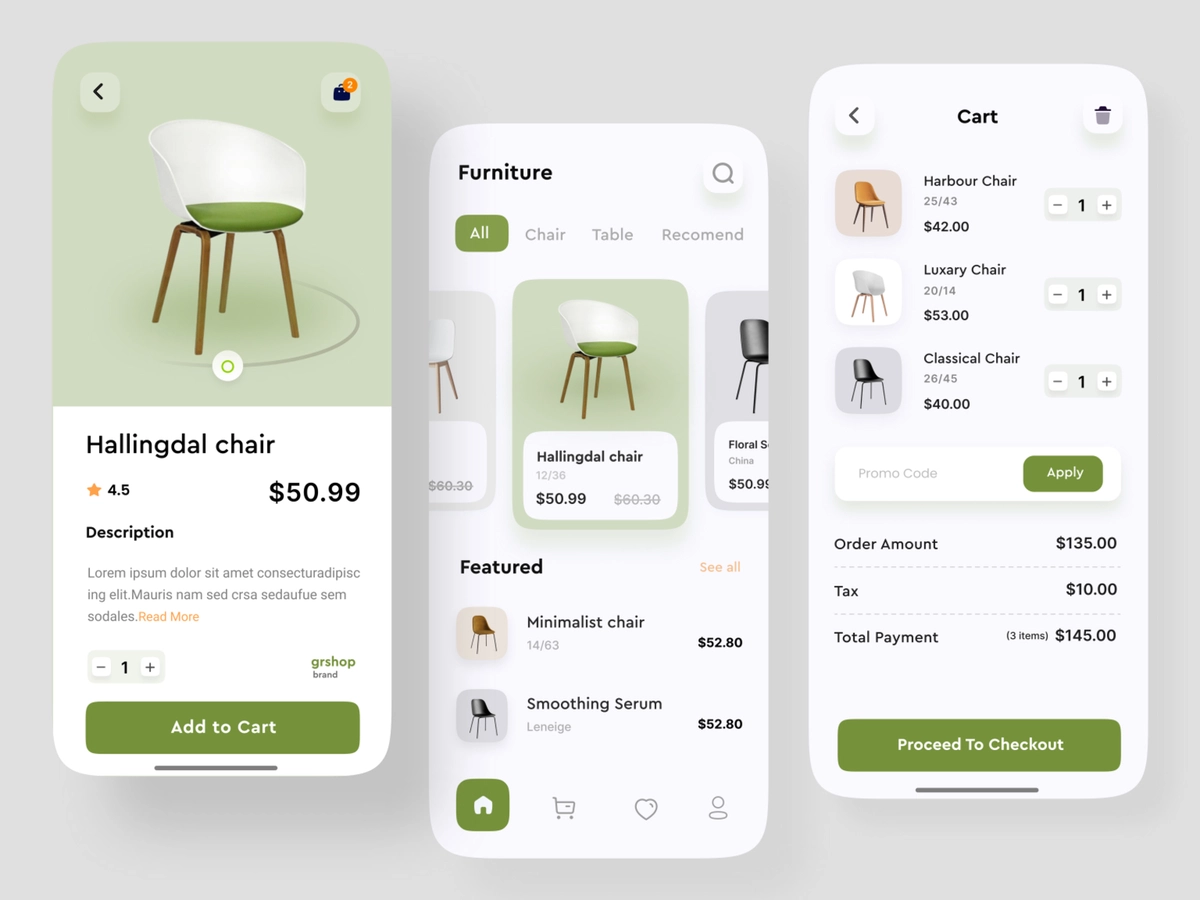 2
Hallingdal chair
4.5
$50.99
Description
Lorem ipsum dolor sit amet consecturadipisc
ing elit.Mauris nam sed crsa sedaufue sem
sodales.Read More
1
grshop
brand
Add to Cart
Furniture
All Chair Table Recomend
$60.30
Hallingdal chair
12/36
$50.99 $60.30
Floral S
China
$50.99
Featured
See all
Minimalist chair
14/63
$52.80
Smoothing Serum
Leneige
$52.80
Cart
Harbour Chair
25/43
$42.00
1
Luxary Chair
20/14
$53.00
1
Classical Chair
26/45
$40.00
1
Promo Code
Apply
Order Amount $135.00
Tax $10.00
Total Payment (3 items) $145.00
Proceed To Checkout